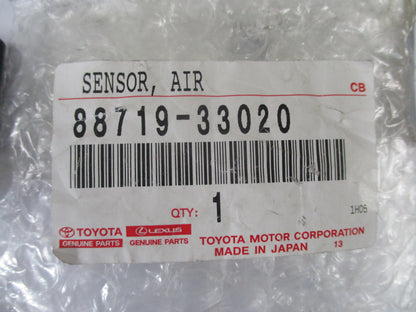 SENSOR, AIR
CB
88719-33020
QTY: 1
1H06
TOYOTA LEXUS
GENUINE PARTS GENUINE PARTS
TOYOTA MOTOR CORPORATION
MADE IN JAPAN 13